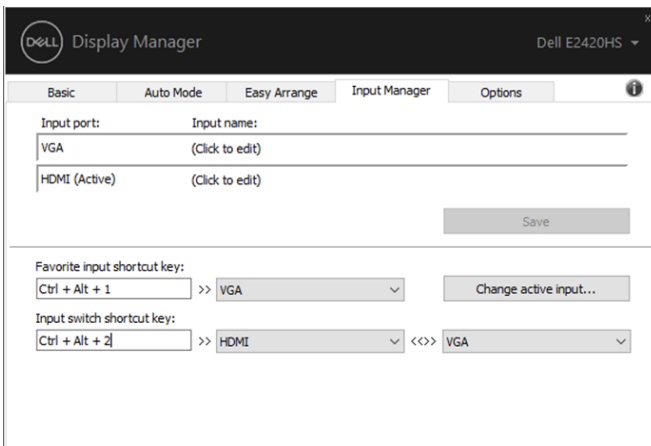 DELL Display Manager Dell E2420HS
x
Basic Auto Mode Easy Arrange Input Manager Options i
Input port: Input name:
VGA (Click to edit)
HDMI (Active) (Click to edit)
Save
Favorite input shortcut key:
Ctrl + Alt + 1 >> VGA Change active input...
Input switch shortcut key:
Ctrl + Alt + 2 >> HDMI <<>> VGA